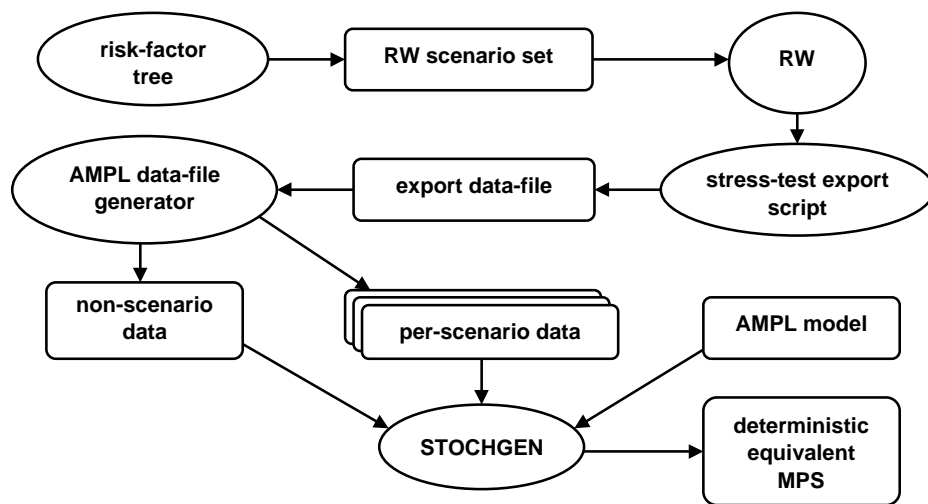 risk-factor
tree
RW scenario set
RW
AMPL data-file
generator
export data-file
stress-test export
script
non-scenario
data
per-scenario data
AMPL model
STOCHGEN
deterministic
equivalent
MPS